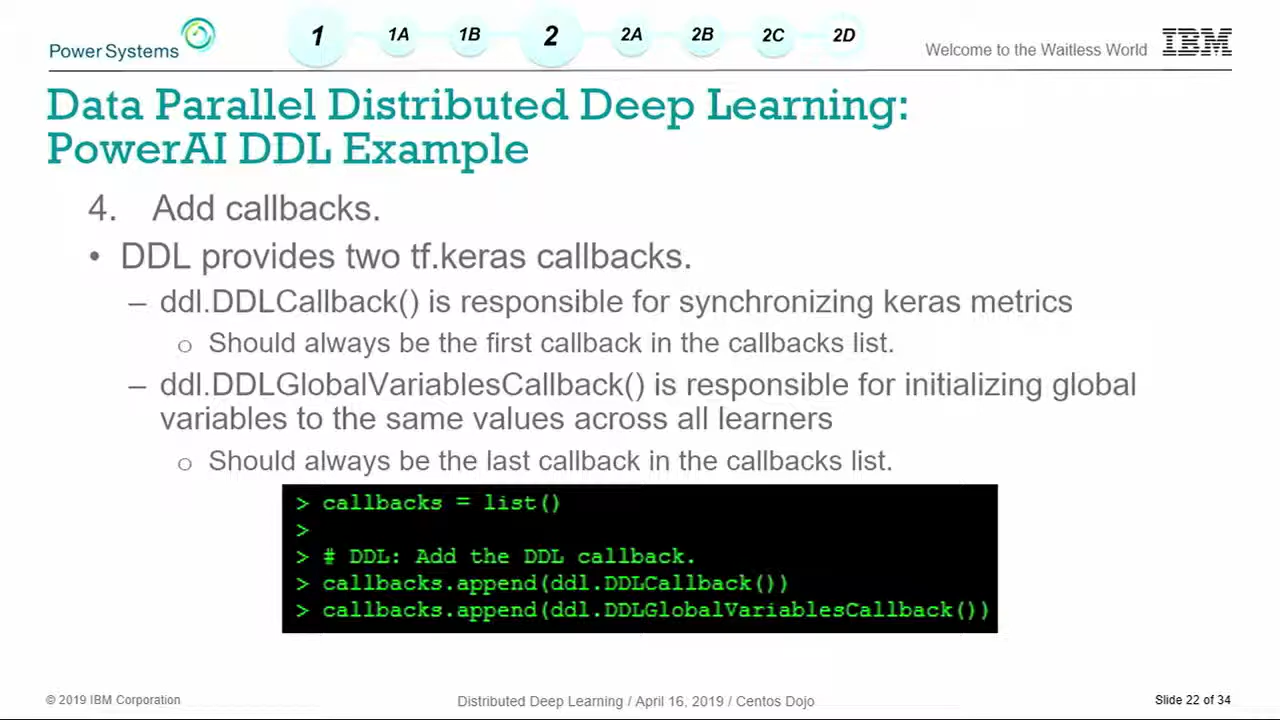 Power Systems
1 1A 1B 2 2A 2B 2C 2D
Welcome to the Waitless World IBM
Data Parallel Distributed Deep Learning:
PowerAI DDL Example
4. Add callbacks.
• DDL provides two tf.keras callbacks.
– ddl.DDLCallback() is responsible for synchronizing keras metrics
o Should always be the first callback in the callbacks list.
– ddl.DDLGlobalVariablesCallback() is responsible for initializing global
variables to the same values across all learners
o Should always be the last callback in the callbacks list.
> callbacks = list()
>
> # DDL: Add the DDL callback.
> callbacks.append(ddl.DDLCallback())
> callbacks.append(ddl.DDLGlobalVariablesCallback())
© 2019 IBM Corporation
Distributed Deep Learning / April 16, 2019 / Centos Dojo
Slide 22 of 34